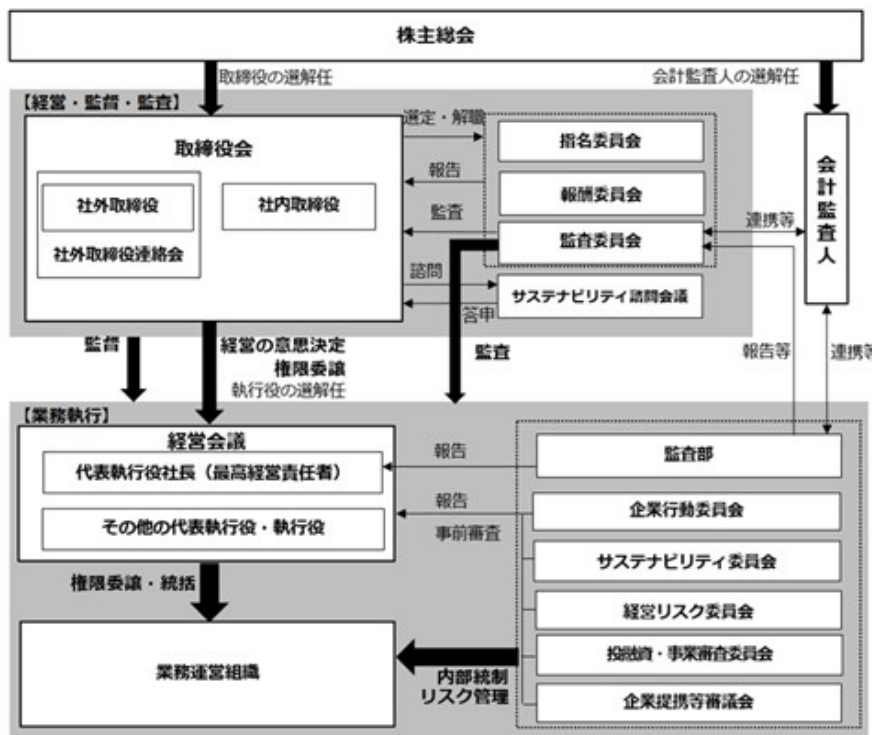 株主総会
取締役の選解任
会計監査人の選解任
【経営・監督・監査】
取締役会
社外取締役
社内取締役
社外取締役連絡会
選定・解職
報告
監査
諮問
答申
指名委員会
報酬委員会
監査委員会
サステナビリティ諮問会議
連携等
会計監査人
監督
経営の意思決定
権限委譲
執行役の選解任
監査
報告等
連携等
【業務執行】
経営会議
代表執行役社長（最高経営責任者）
その他の代表執行役・執行役
報告
報告
事前審査
監査部
企業行動委員会
サステナビリティ委員会
経営リスク委員会
投融資・事業審査委員会
企業提携等審議会
権限委譲・統括
業務運営組織
内部統制
リスク管理